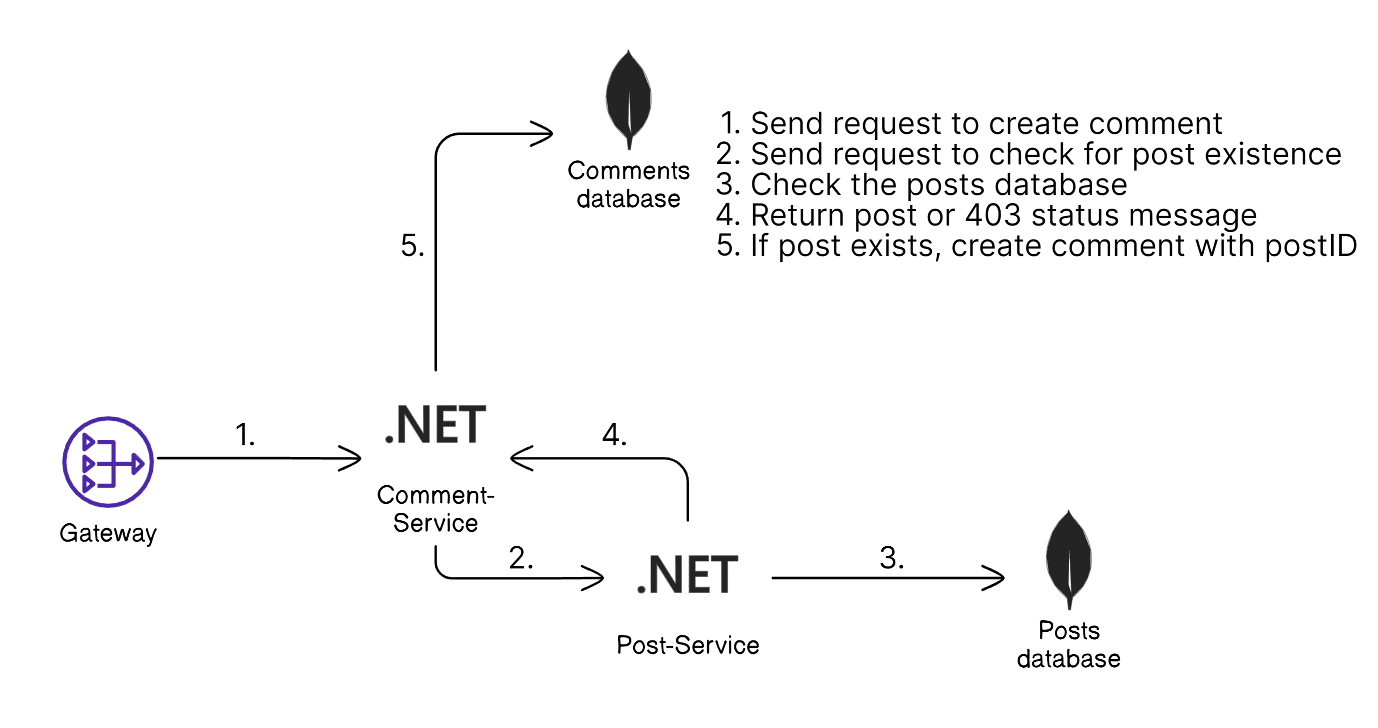 Comments
database
1. Send request to create comment
2. Send request to check for post existence
3. Check the posts database
4. Return post or 403 status message
5. If post exists, create comment with postID
5.
.NET
Comment-
Service
1.
Gateway
4.
2.
.NET
Post-Service
3.
Posts
database